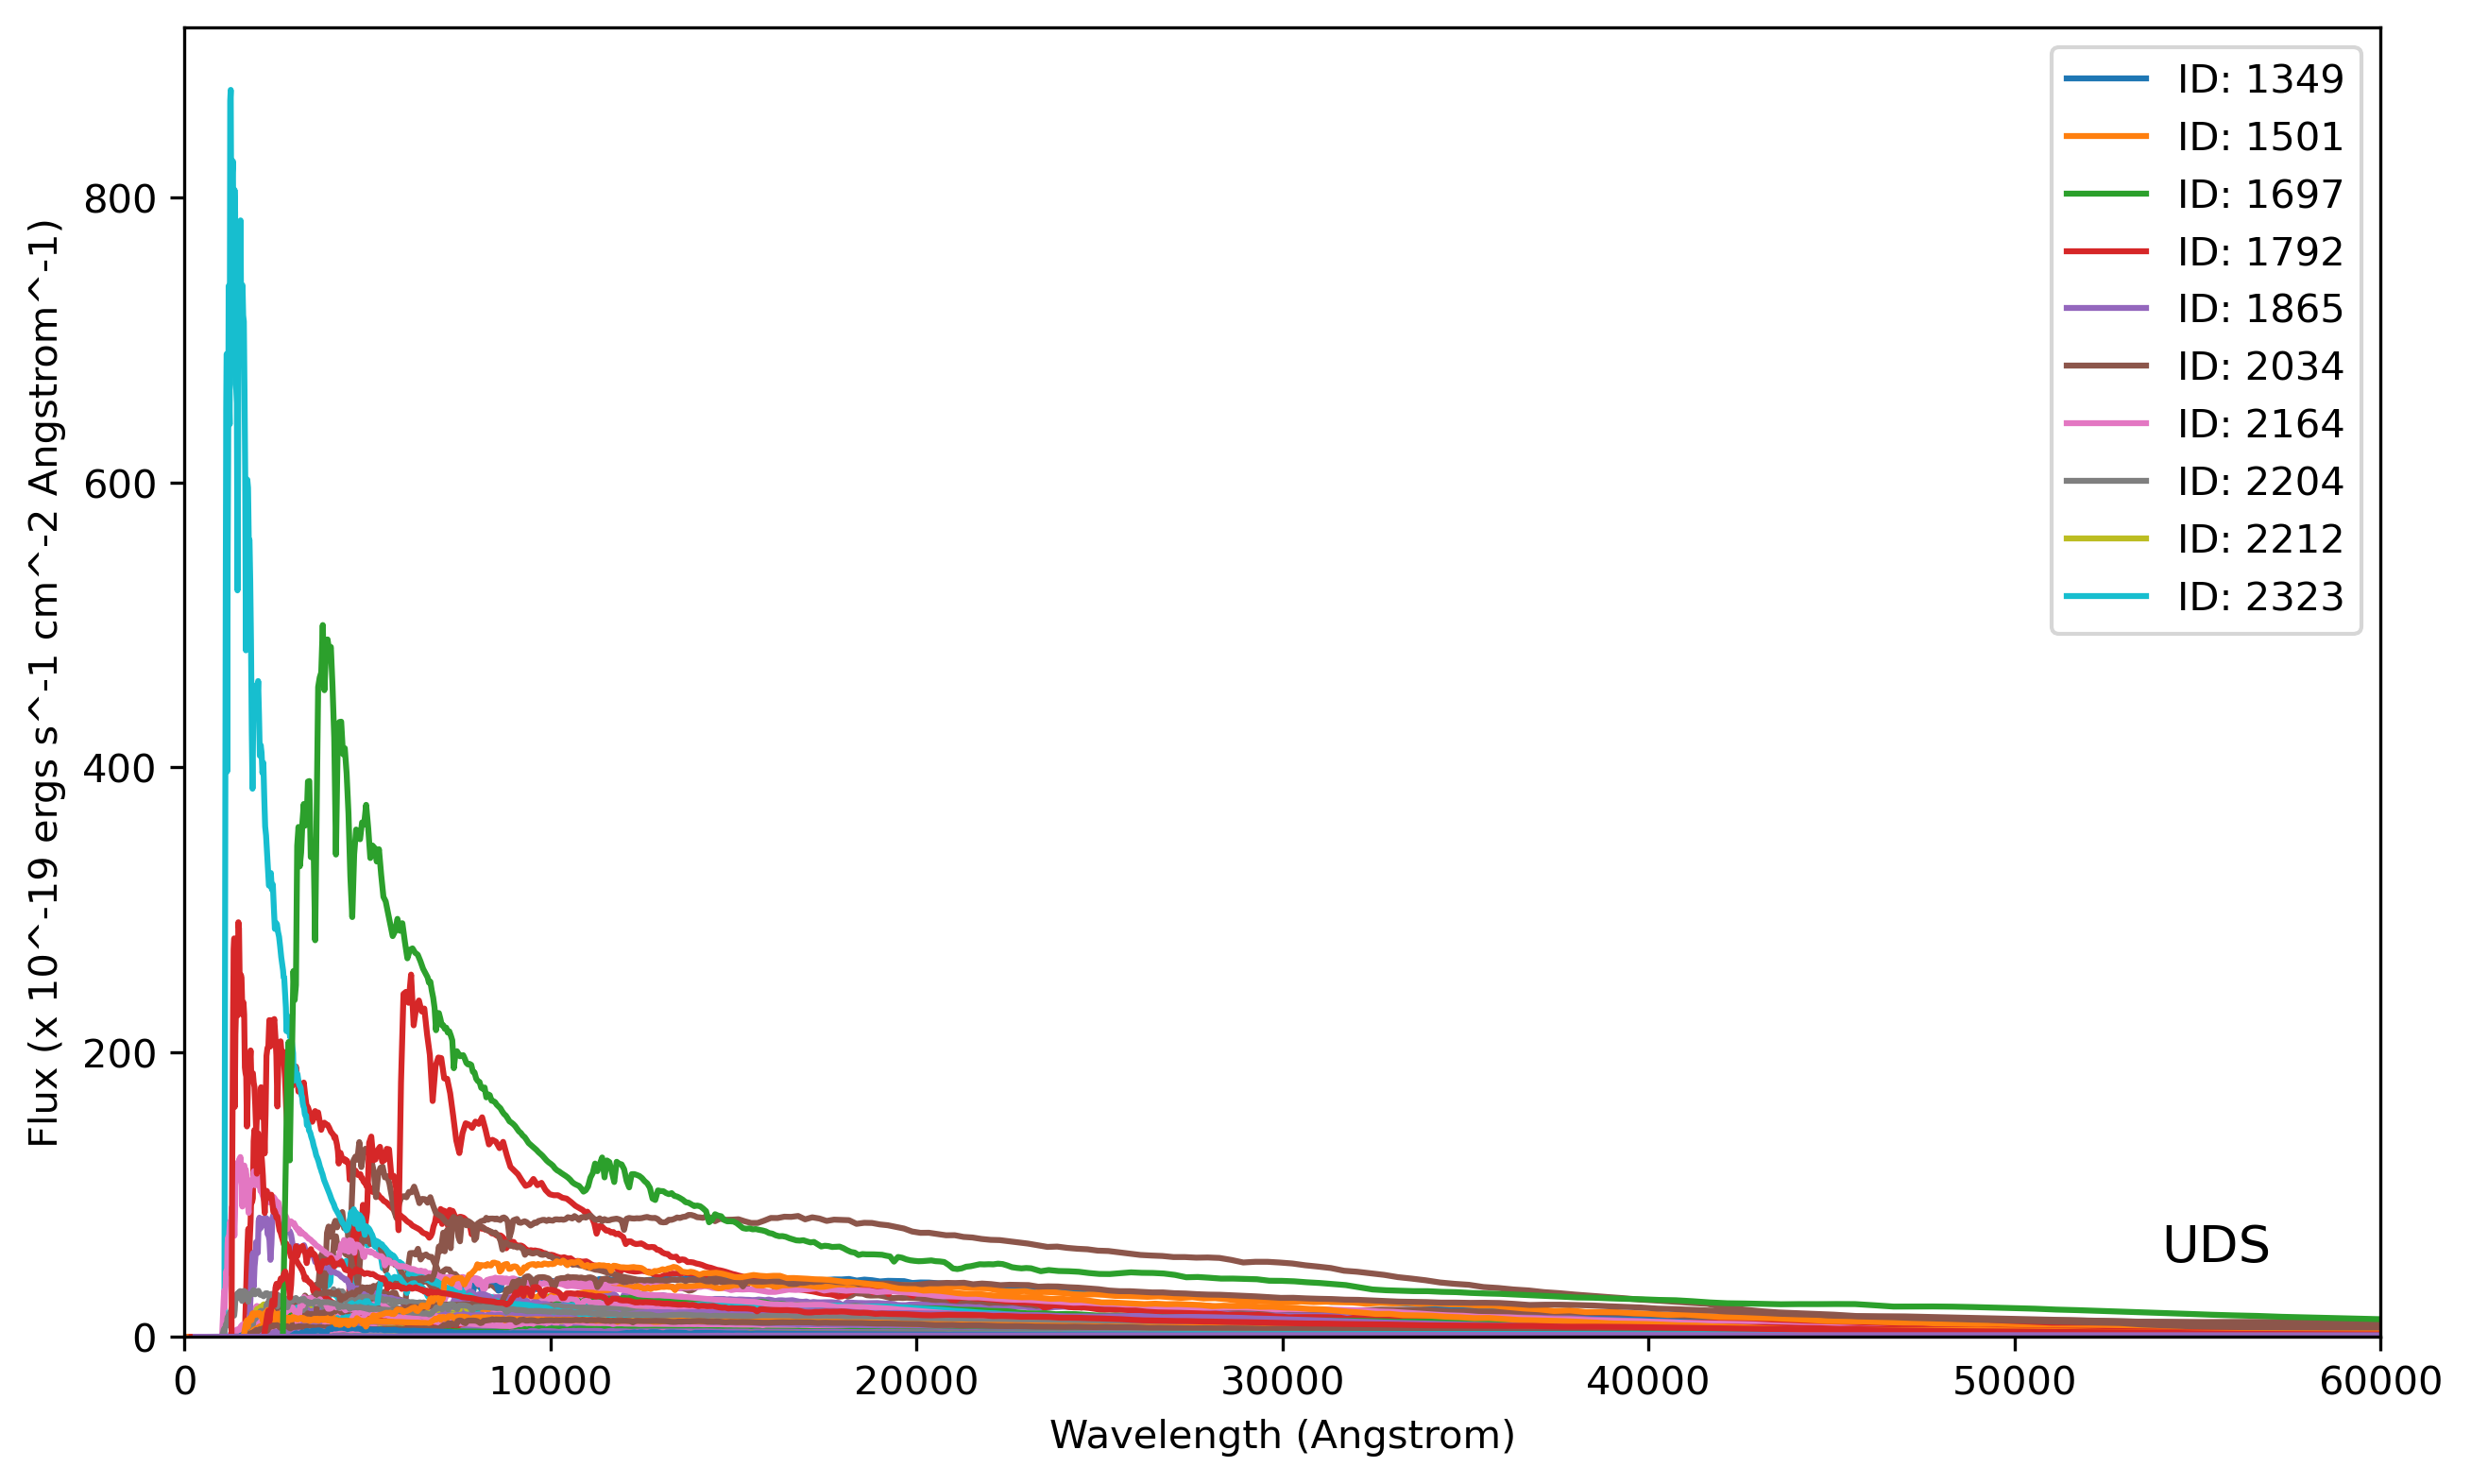 Flux (x 10^-19 ergs s^-1 cm^-2 Angstrom^-1)
800
600
400
200
0
ID: 1349
ID: 1501
ID: 1697
ID: 1792
ID: 1865
ID: 2034
ID: 2164
ID: 2204
ID: 2212
ID: 2323
UDS
0 10000 20000 30000 40000 50000 60000
Wavelength (Angstrom)